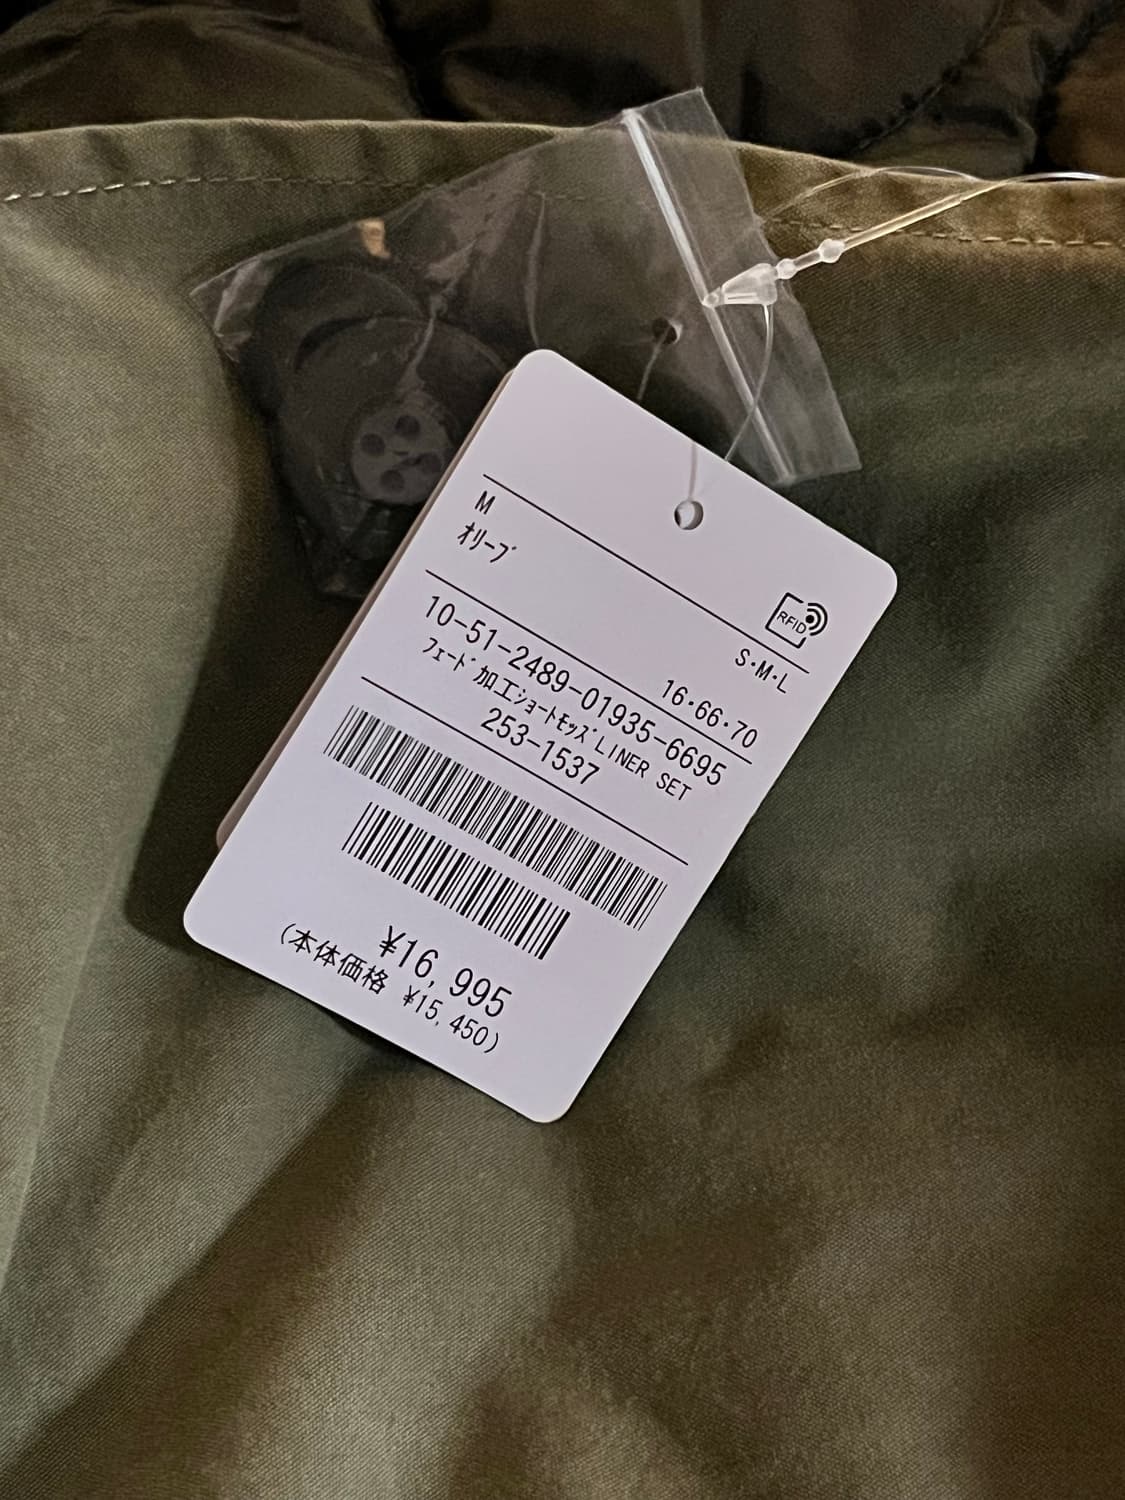 M
ｵﾘｰﾌﾞ
RFID
S･M･L
16･66･70
10-51-2489-01935-6695
ﾌｪｰﾄﾞ加工ｼｮｰﾄﾓｯｽﾞLINER SET
253-1537
¥16,995
(本体価格 ¥15,450)